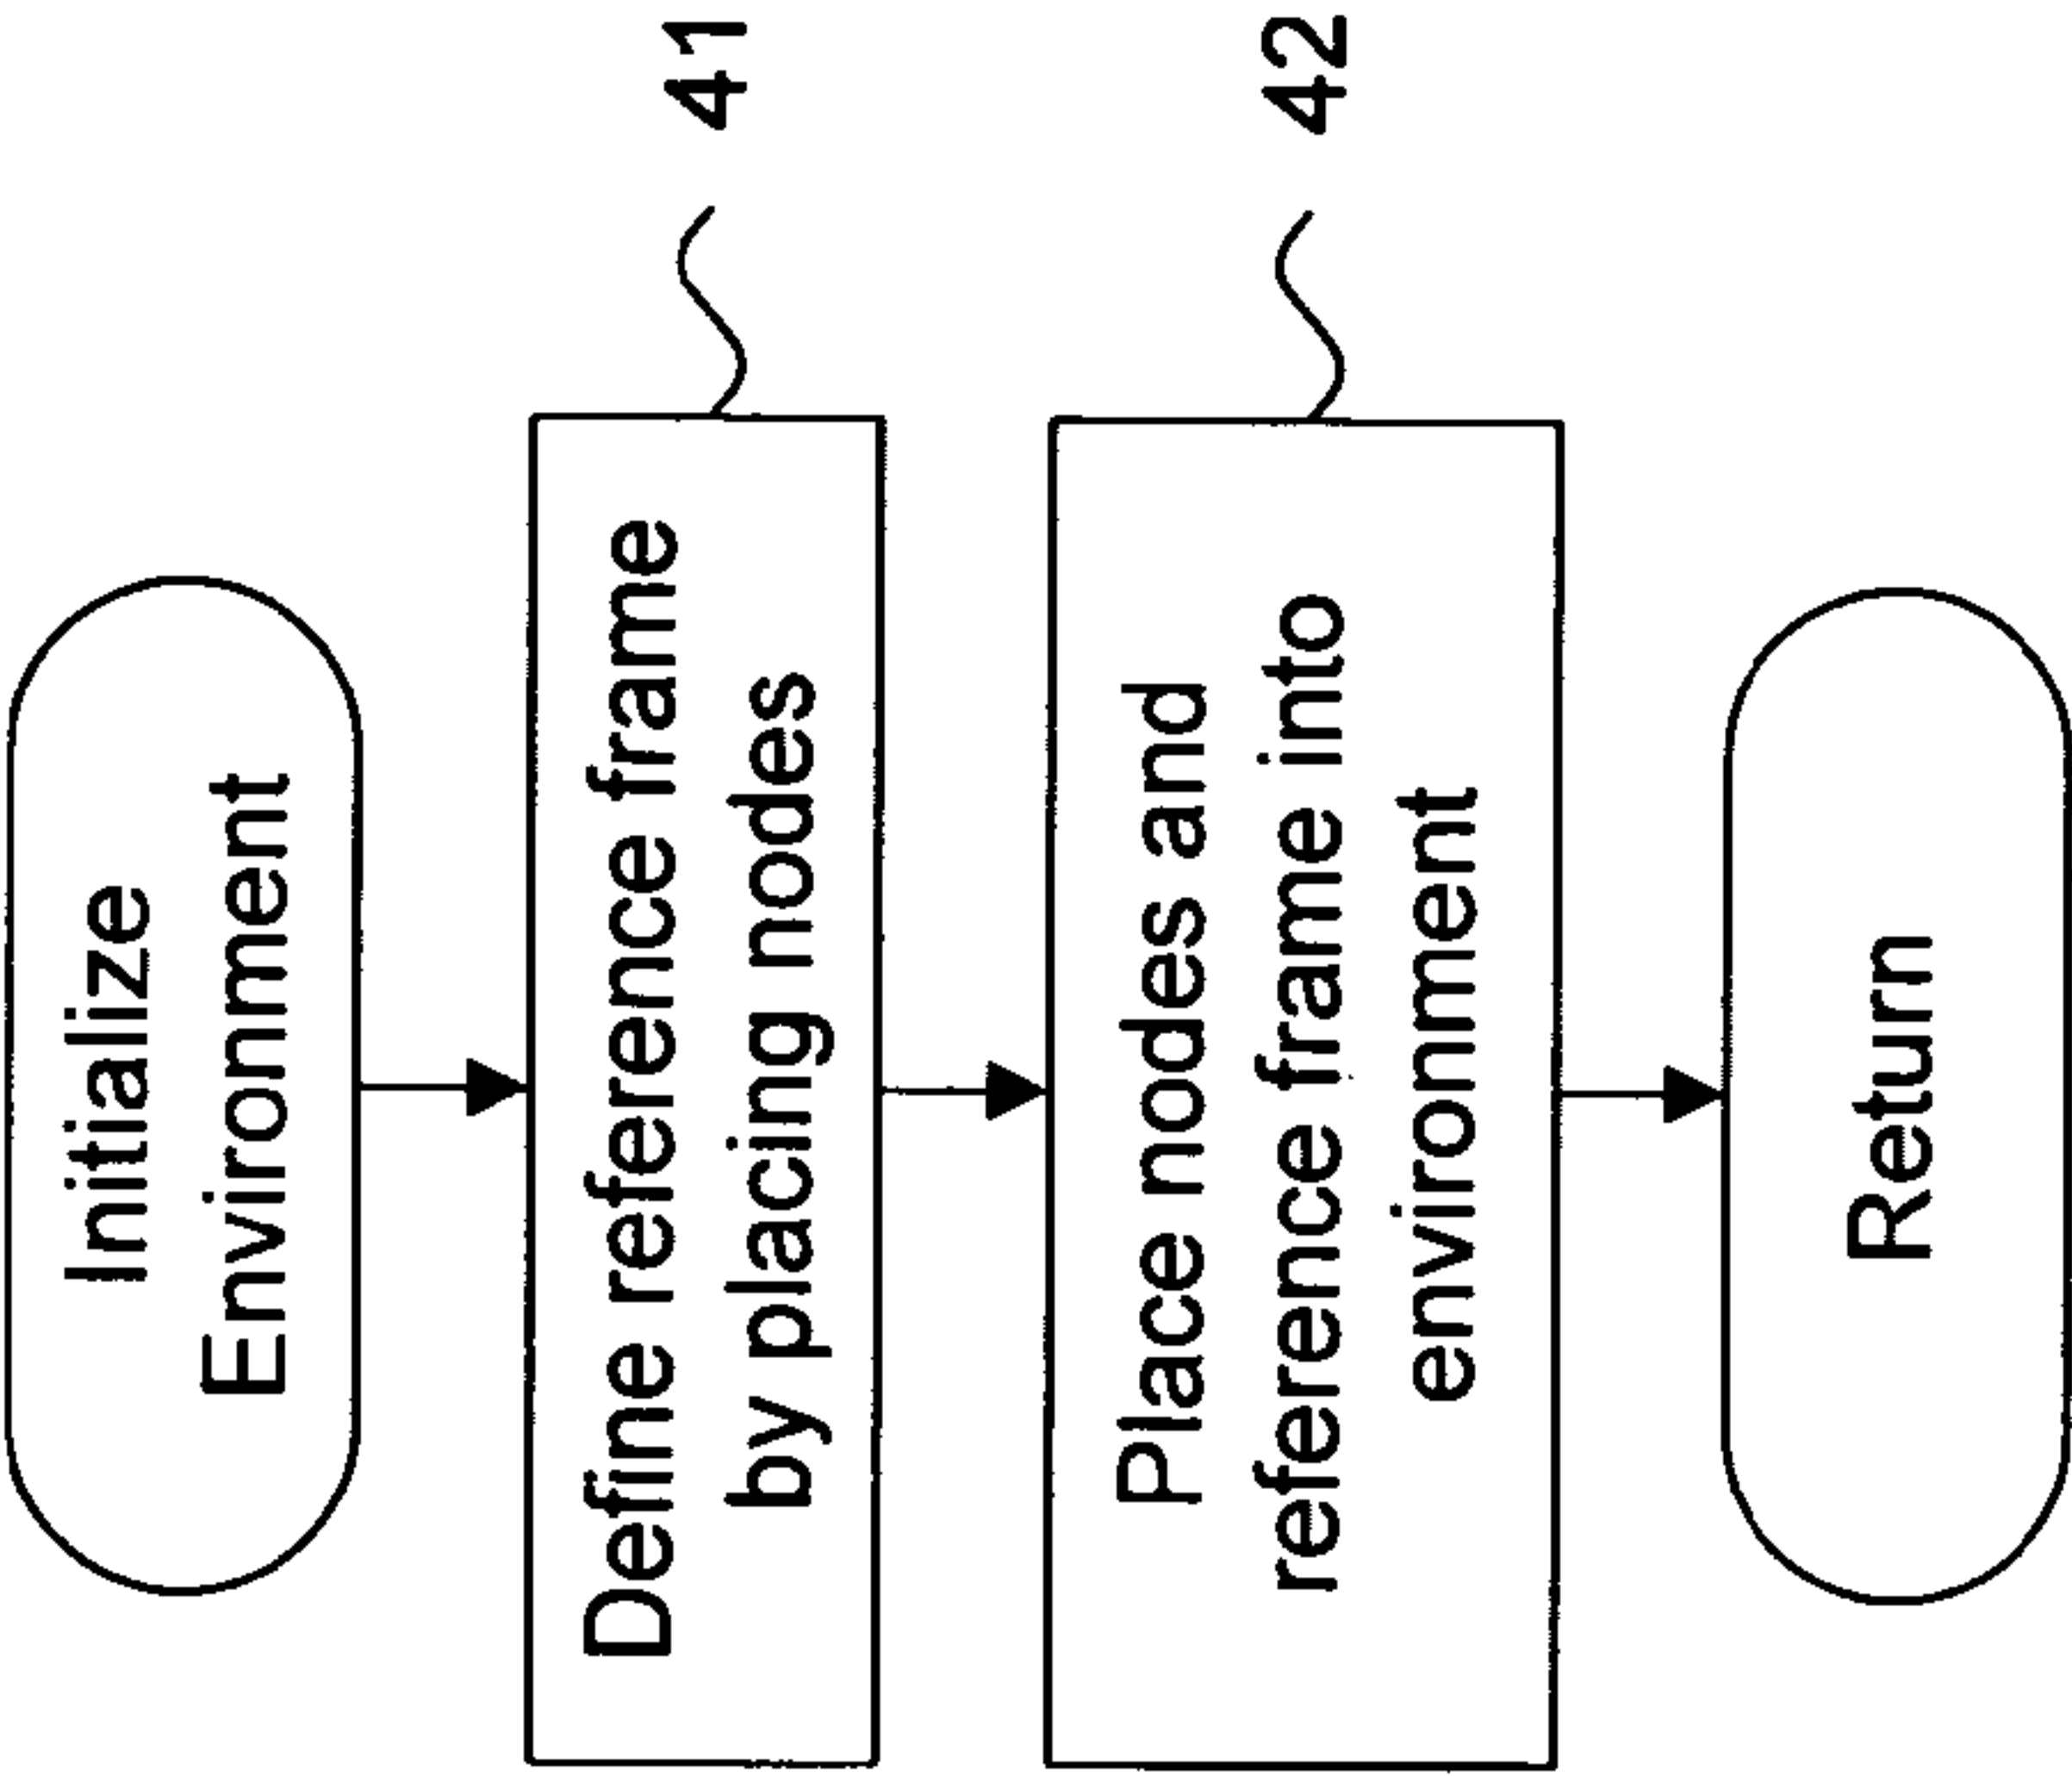 Initialize
Environment
Define reference frame
by placing nodes
41
Place nodes and
reference frame into
environment
42
Return